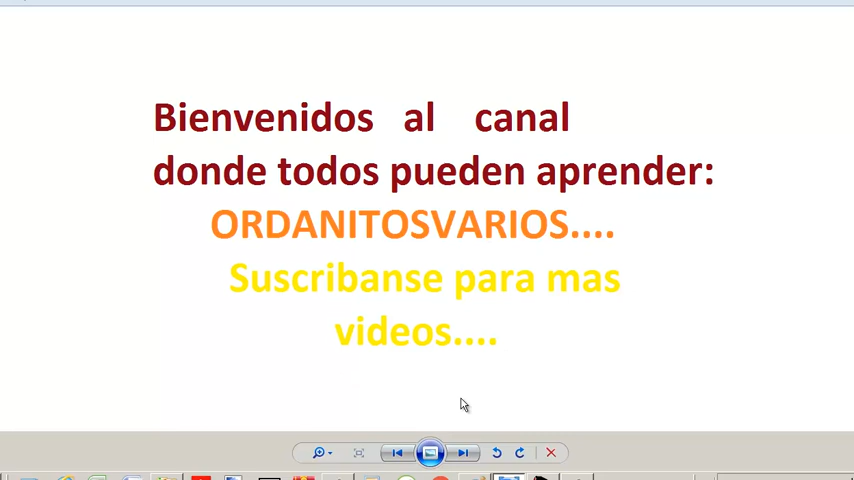 Bienvenidos al canal
donde todos pueden aprender:
ORDANITOSVARIOS....
Suscribanse para mas
videos....